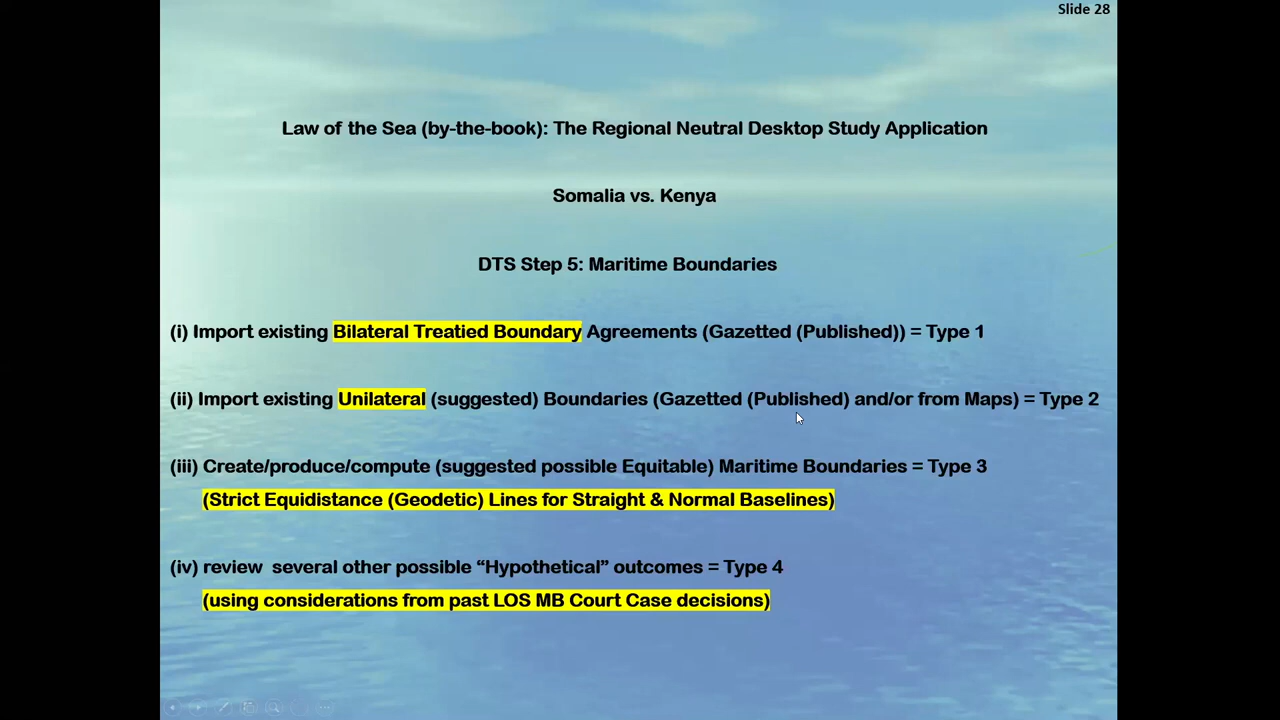 Slide 28
Law of the Sea (by-the-book): The Regional Neutral Desktop Study Application
Somalia vs. Kenya
DTS Step 5: Maritime Boundaries
(i) Import existing Bilateral Treatied Boundary Agreements (Gazetted (Published)) = Type 1
(ii) Import existing Unilateral (suggested) Boundaries (Gazetted (Published) and/or from Maps) = Type 2
(iii) Create/produce/compute (suggested possible Equitable) Maritime Boundaries = Type 3
(Strict Equidistance (Geodetic) Lines for Straight & Normal Baselines)
(iv) review several other possible “Hypothetical” outcomes = Type 4
(using considerations from past LOS MB Court Case decisions)